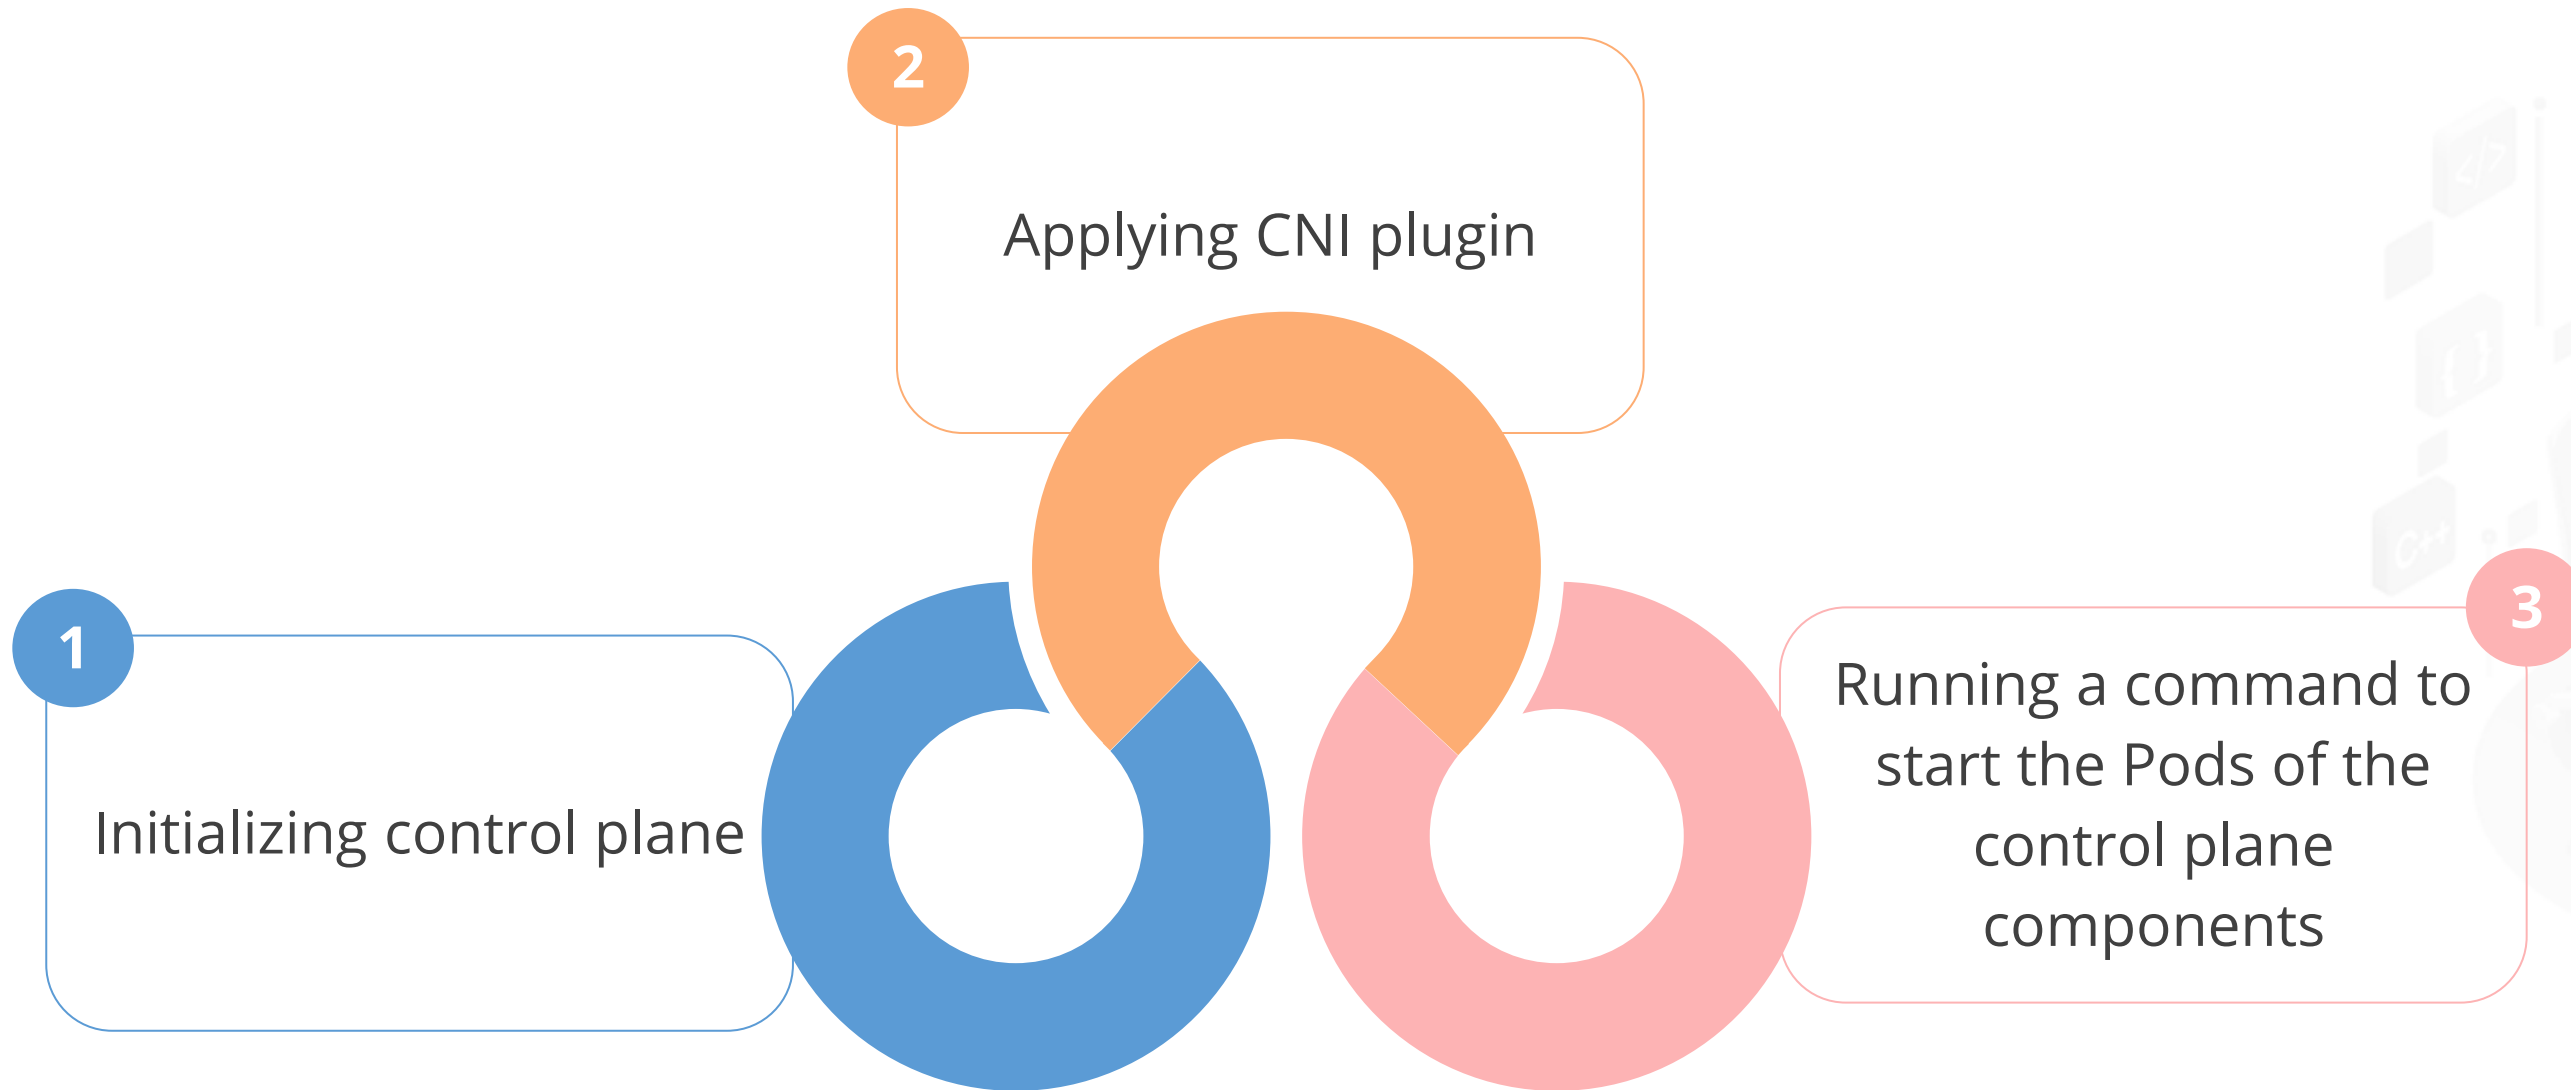 1
Initializing control plane
2
Applying CNI plugin
3
Running a command to
start the Pods of the
control plane
components
</7
{ }
C++